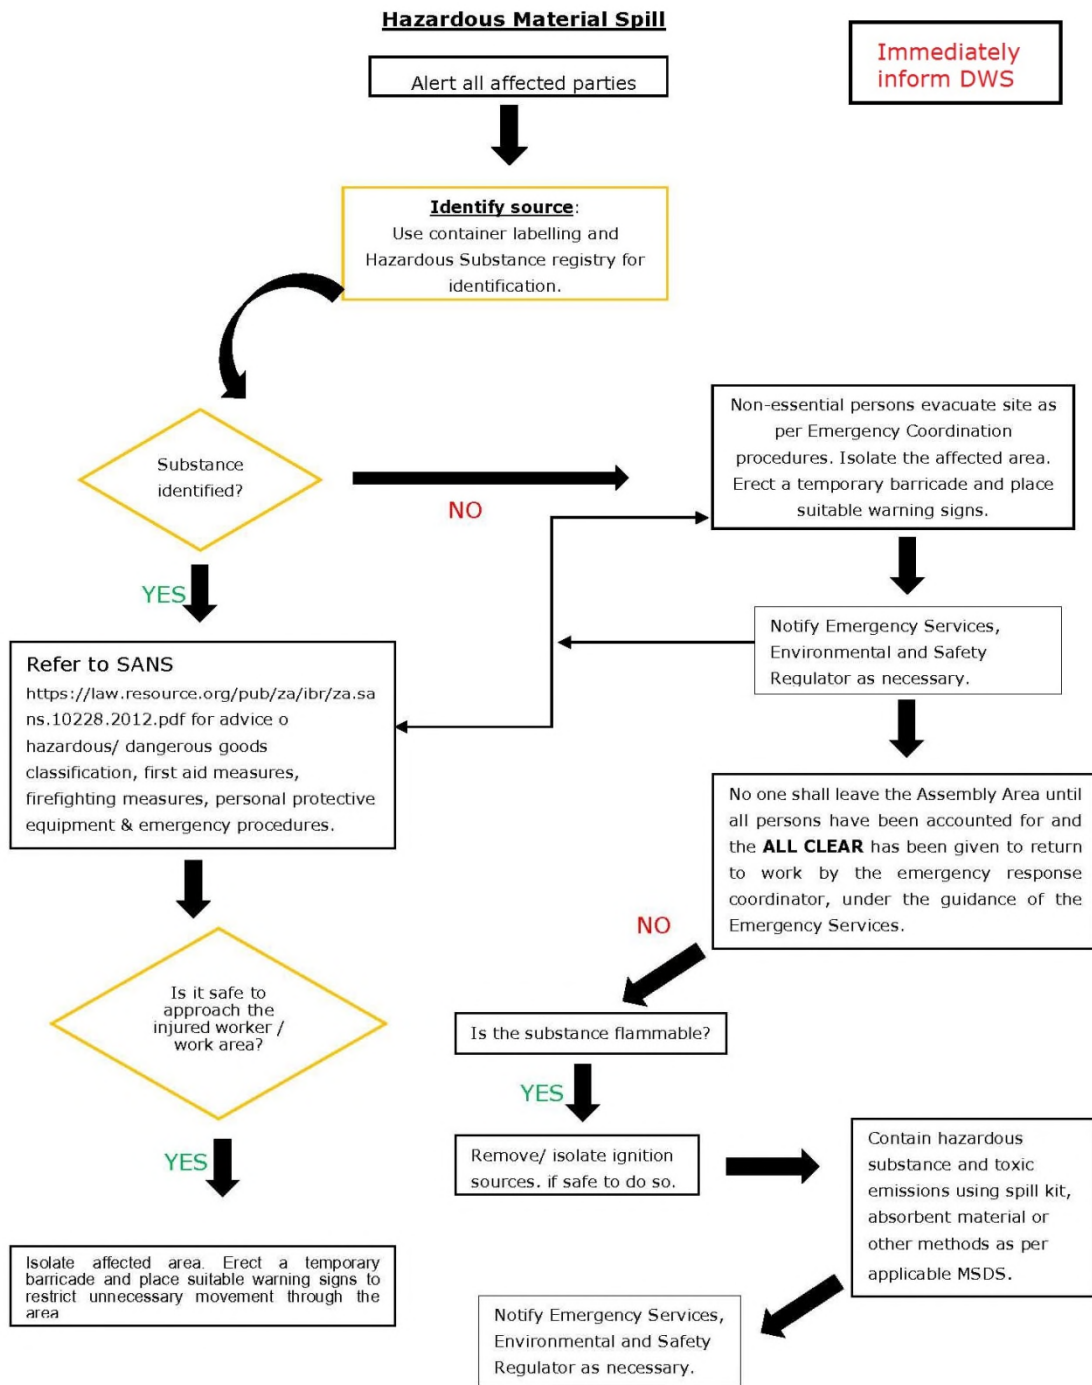 Hazardous Material Spill
Immediately
inform DWS
Alert all affected parties
Identify source:
Use container labelling and
Hazardous Substance registry for
identification.
Substance
identified?
NO
Non-essential persons evacuate site as
per Emergency Coordination
procedures. Isolate the affected area.
Erect a temporary barricade and place
suitable warning signs.
YES
Refer to SANS
https://law.resource.org/pub/za/ibr/za.sa
ns.10228.2012.pdf for advice o
hazardous/ dangerous goods
classification, first aid measures,
firefighting measures, personal protective
equipment & emergency procedures.
Notify Emergency Services,
Environmental and Safety
Regulator as necessary.
No one shall leave the Assembly Area until
all persons have been accounted for and
the ALL CLEAR has been given to return
to work by the emergency response
coordinator, under the guidance of the
Emergency Services.
NO
Is it safe to
approach the
injured worker /
work area?
Is the substance flammable?
YES
YES
Remove/ isolate ignition
sources. if safe to do so.
Contain hazardous
substance and toxic
emissions using spill kit,
absorbent material or
other methods as per
applicable MSDS.
Isolate affected area. Erect a temporary
barricade and place suitable warning signs to
restrict unnecessary movement through the
area
Notify Emergency Services,
Environmental and Safety
Regulator as necessary.